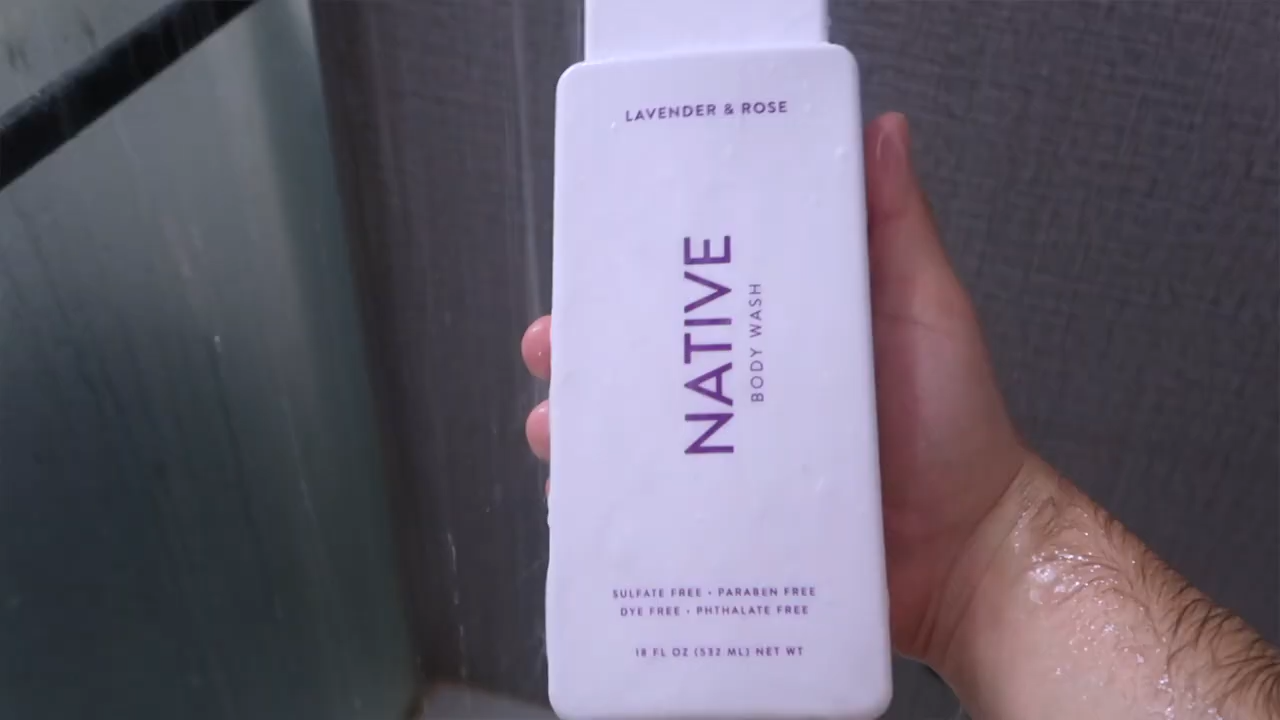 LAVENDER & ROSE
NATIVE
BODY WASH
SULFATE FREE • PARABEN FREE
DYE FREE • PHTHALATE FREE
18 FL OZ (532 ML) NET WT